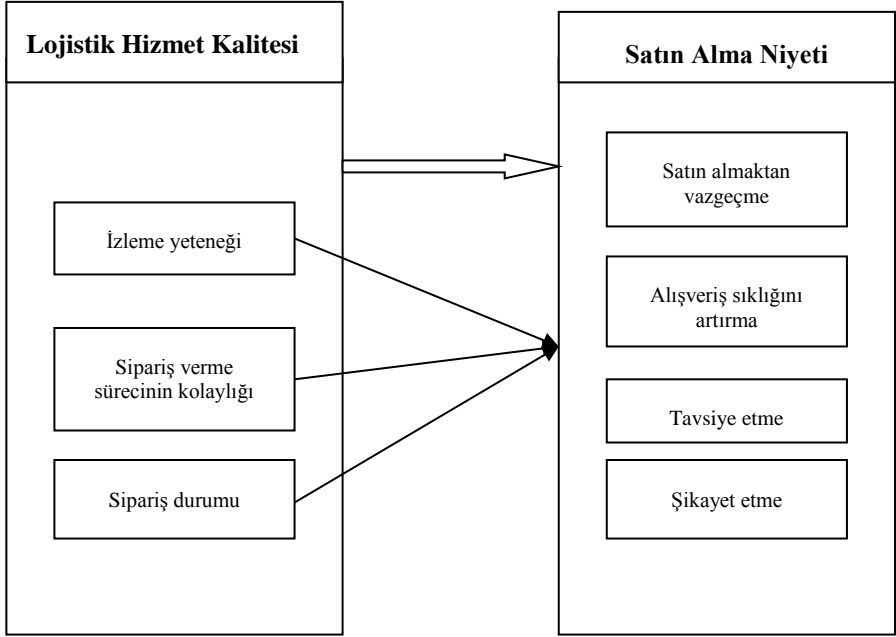 Lojistik Hizmet Kalitesi
İzleme yeteneği
Sipariş verme
sürecinin kolaylığı
Sipariş durumu
Satın Alma Niyeti
Satın almaktan
vazgeçme
Alışveriş sıklığını
artırma
Tavsiye etme
Şikayet etme